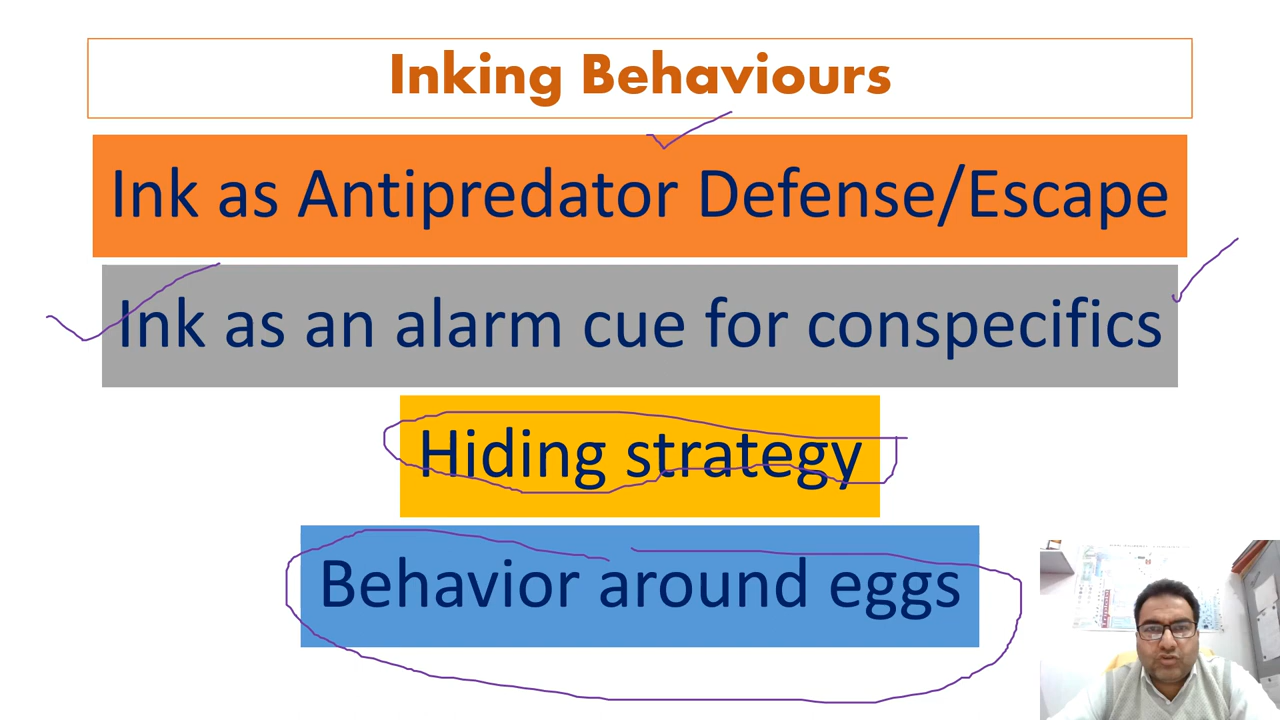 Inking Behaviours
Ink as Antipredator Defense/Escape
Ink as an alarm cue for conspecifics
Hiding strategy
Behavior around eggs